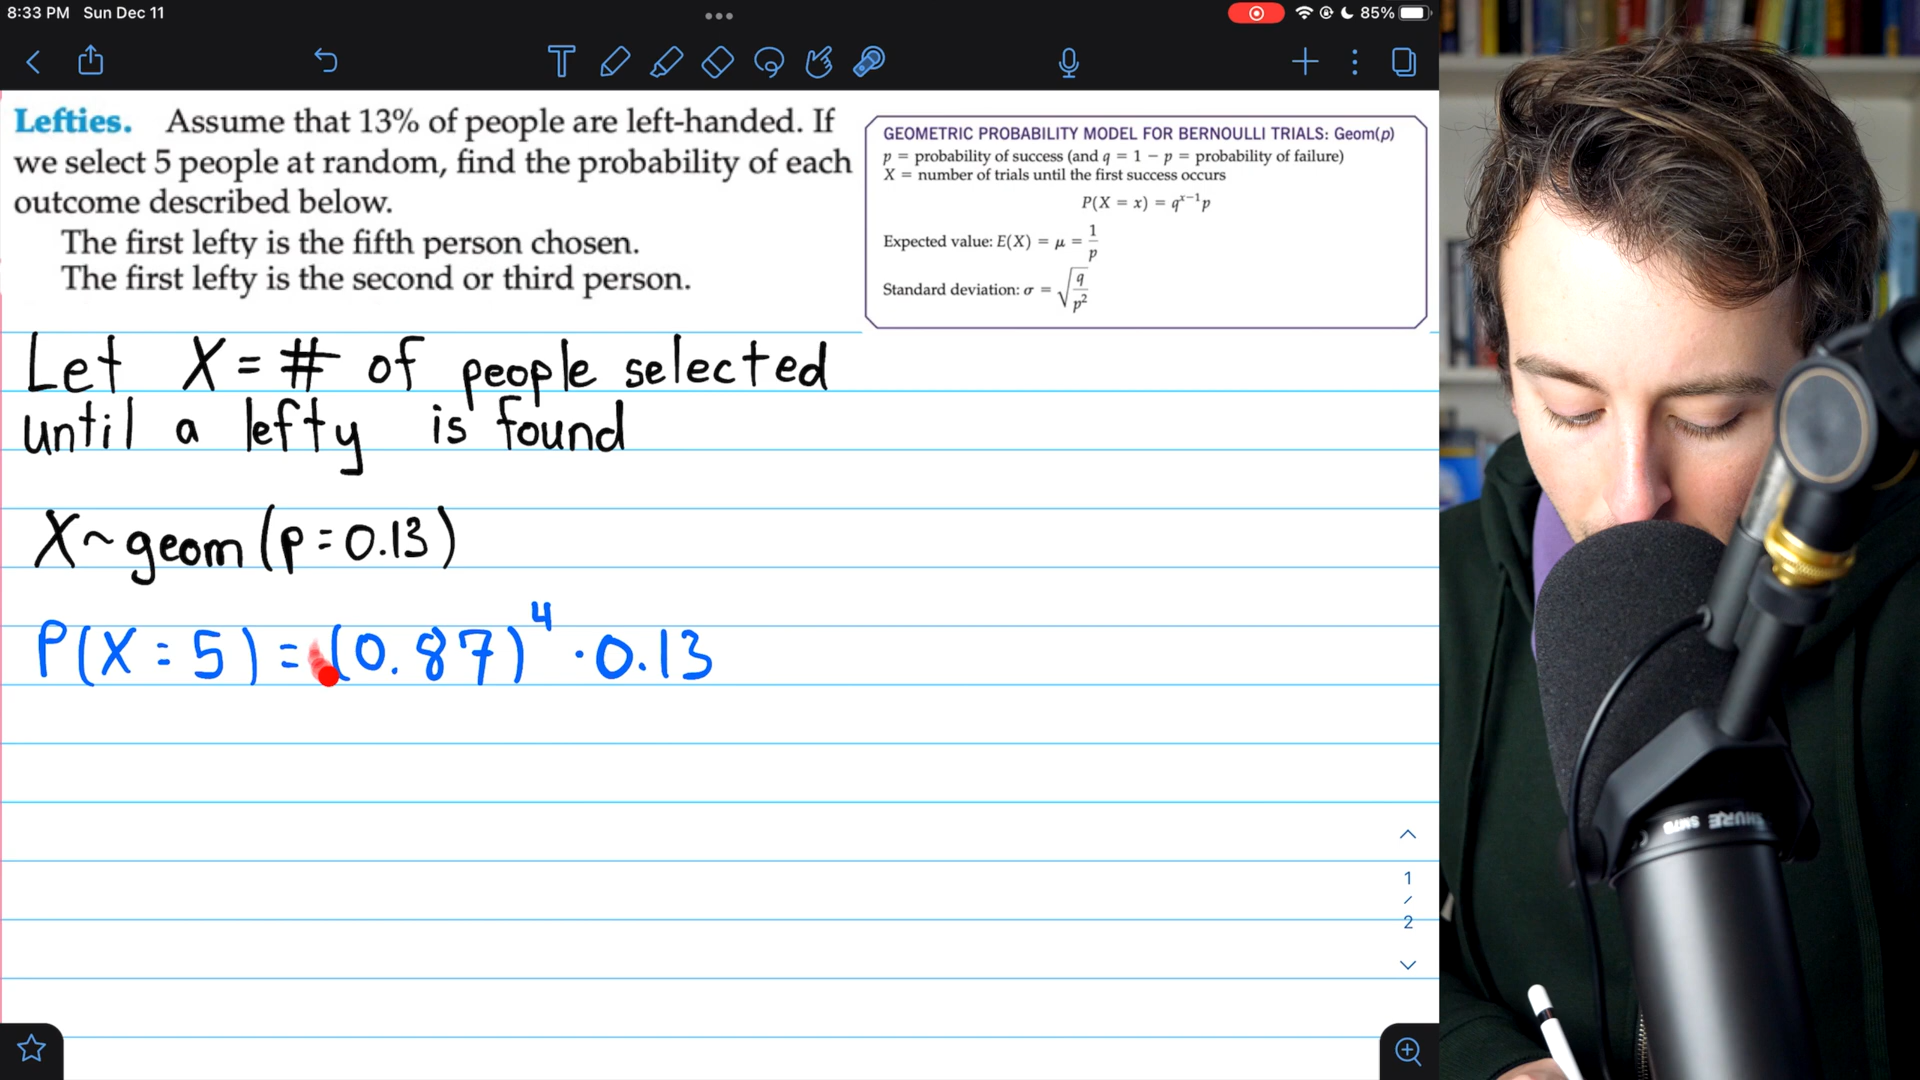 8:33 PM Sun Dec 11
85%
Lefties. Assume that 13% of people are left-handed. If
we select 5 people at random, find the probability of each
outcome described below.
The first lefty is the fifth person chosen.
The first lefty is the second or third person.
GEOMETRIC PROBABILITY MODEL FOR BERNOULLI TRIALS: Geom(p)
p = probability of success (and q = 1 − p = probability of failure)
X = number of trials until the first success occurs
P(X = x) = q^{x−1}p
Expected value: E(X) = μ = 1/p
Standard deviation: σ = √(q/p²)
Let X = # of people selected
until a lefty is found
X ~ geom (p = 0.13)
P(X = 5) = (0.87)⁴ · 0.13
1
/
2
SHURE SM7B